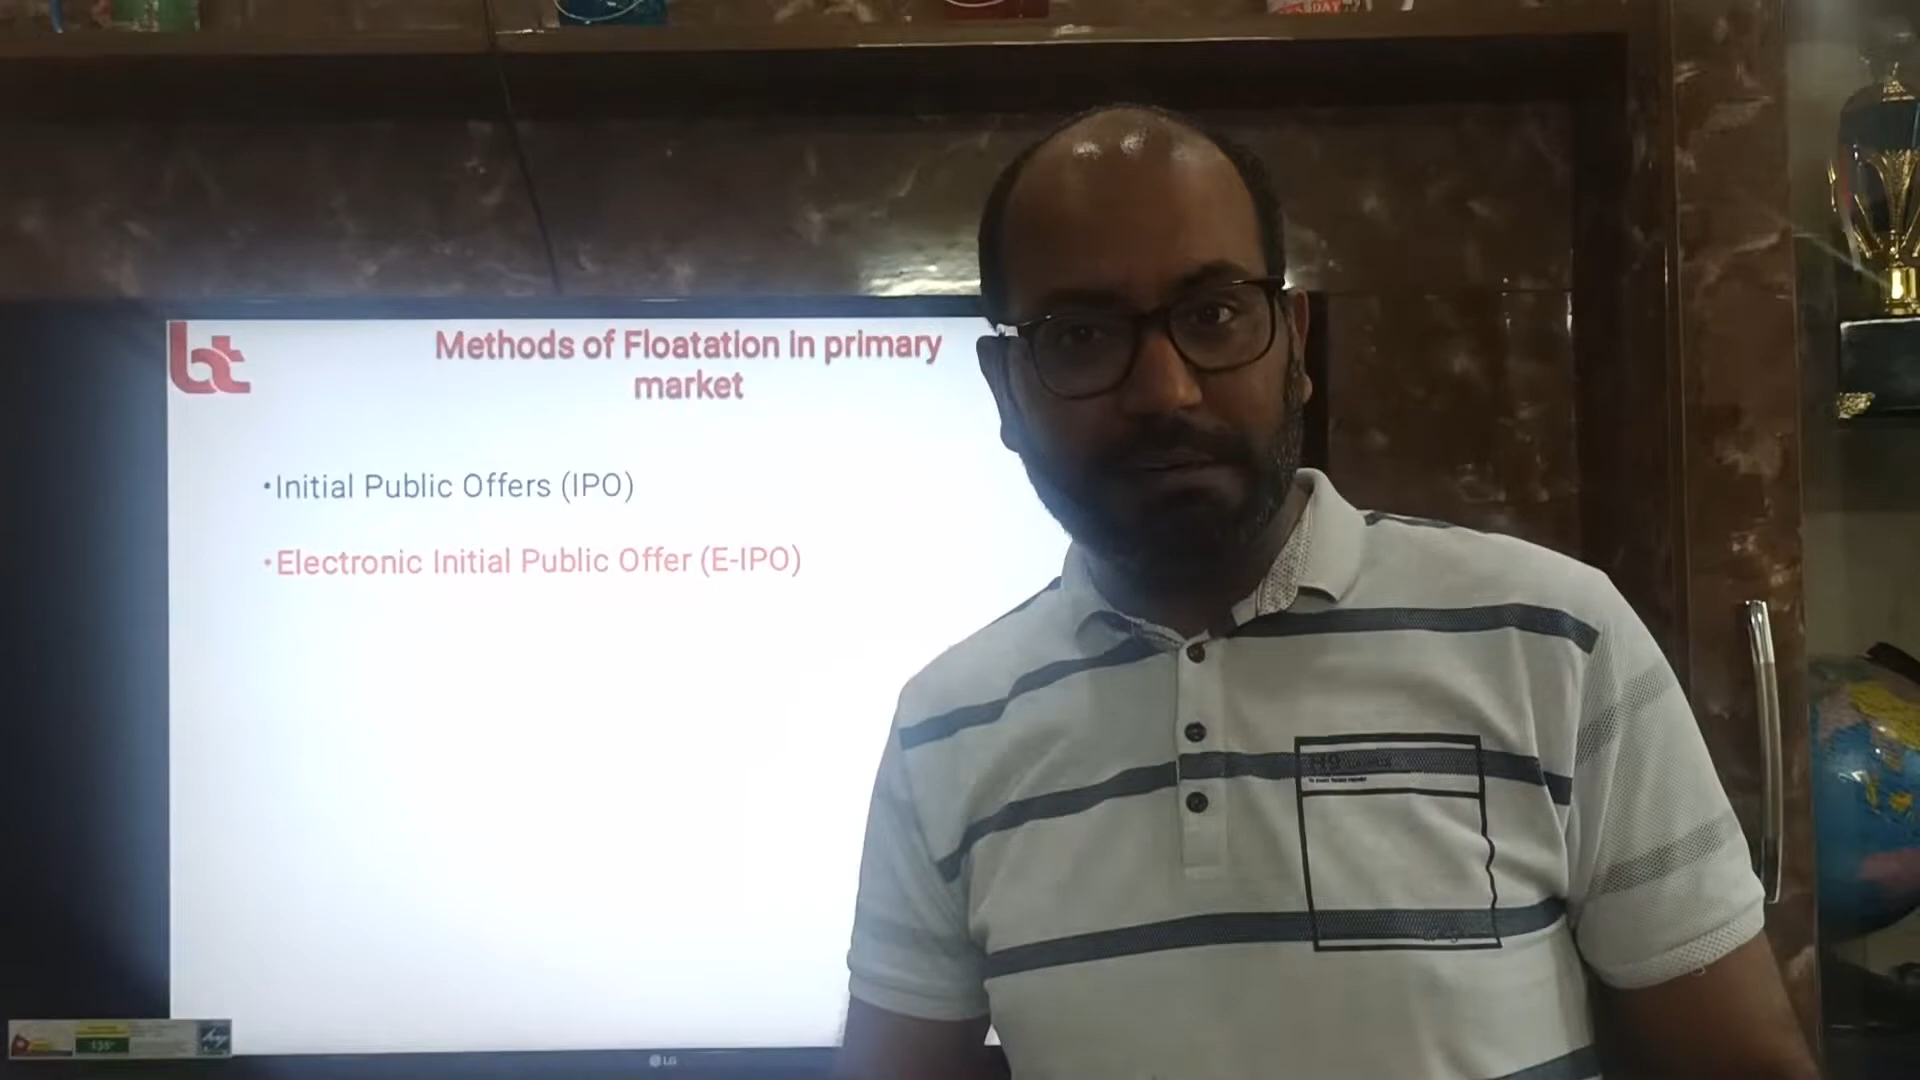 bt
Methods of Floatation in primary
market
•Initial Public Offers (IPO)
•Electronic Initial Public Offer (E-IPO)
LG